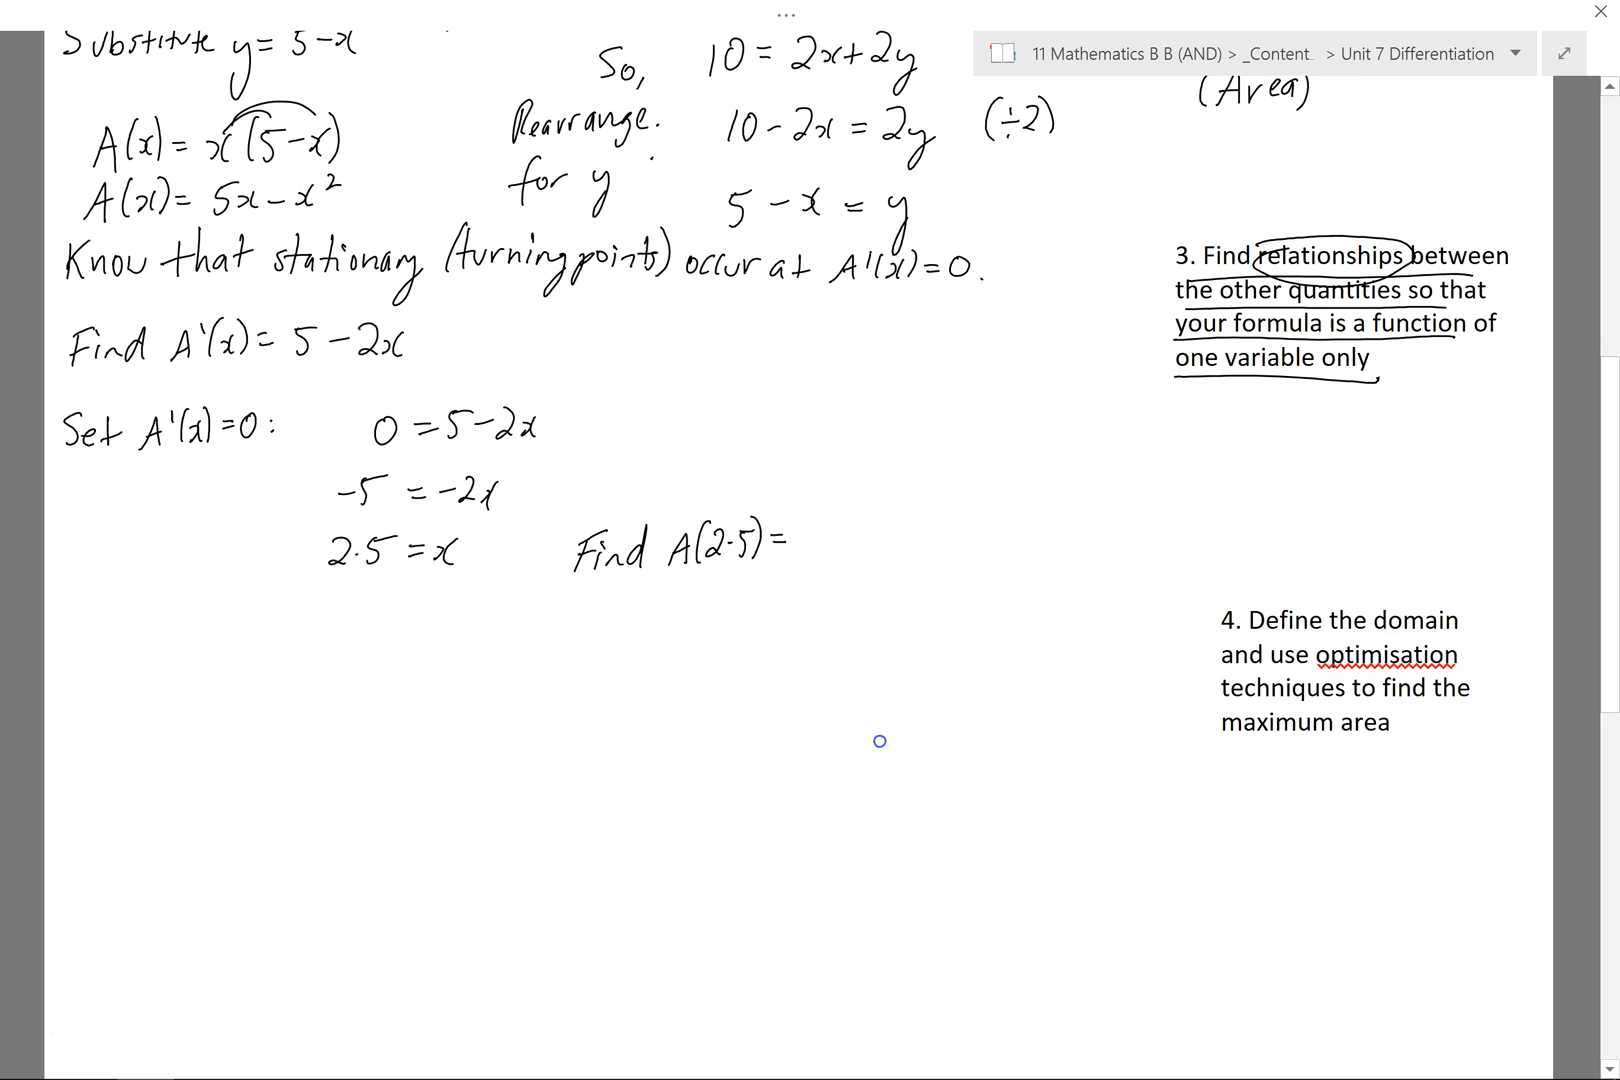 11 Mathematics B B (AND) > _Content. > Unit 7 Differentiation
Substitute y = 5 - x
So, 10 = 2x + 2y
(Area)
A(x) = x(5 - x)
Rearrange. 10 - 2x = 2y (÷2)
A(x) = 5x - x²
for y 5 - x = y
Know that stationary (turning points) occur at A'(x) = 0.
Find A'(x) = 5 - 2x
Set A'(x) = 0: 0 = 5 - 2x
-5 = -2x
2.5 = x Find A(2.5) =
3. Find relationships between
the other quantities so that
your formula is a function of
one variable only
4. Define the domain
and use optimisation
techniques to find the
maximum area